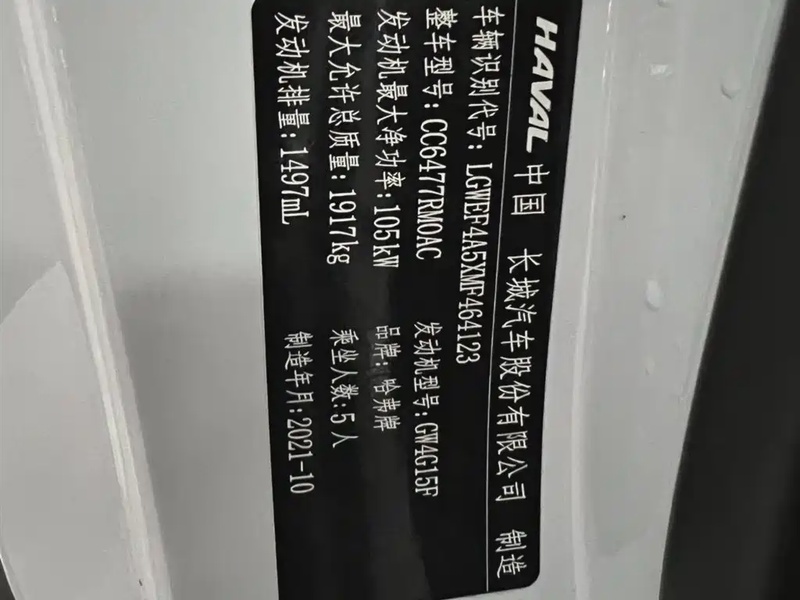 HAVAL 中国 长城汽车股份有限公司 制造
车辆识别代号: LGWEF4A5XMF464123
整车型号: CC6477RM0AC 发动机型号: GW4G15F
发动机最大净功率: 105kW 品牌: 哈弗牌
最大允许总质量: 1917kg 乘坐人数: 5人
发动机排量: 1497mL 制造年月: 2021-10